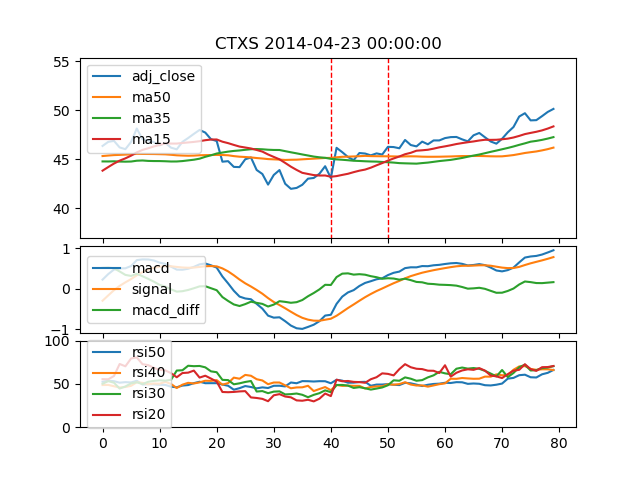 CTXS 2014-04-23 00:00:00
55
50
45
40
adj_close
ma50
ma35
ma15
1
0
−1
macd
signal
macd_diff
100
50
0
rsi50
rsi40
rsi30
rsi20
0 10 20 30 40 50 60 70 80